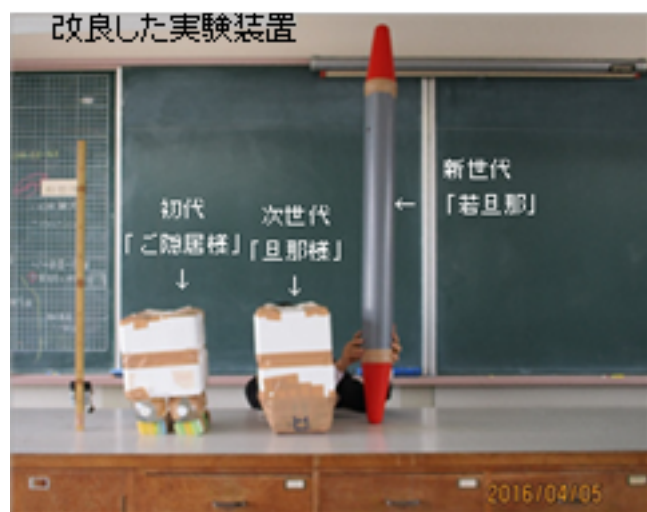 改良した実験装置
初代
「ご隠居様」
↓
次世代
「旦那様」
↓
←
新世代
「若旦那」
2016/04/05